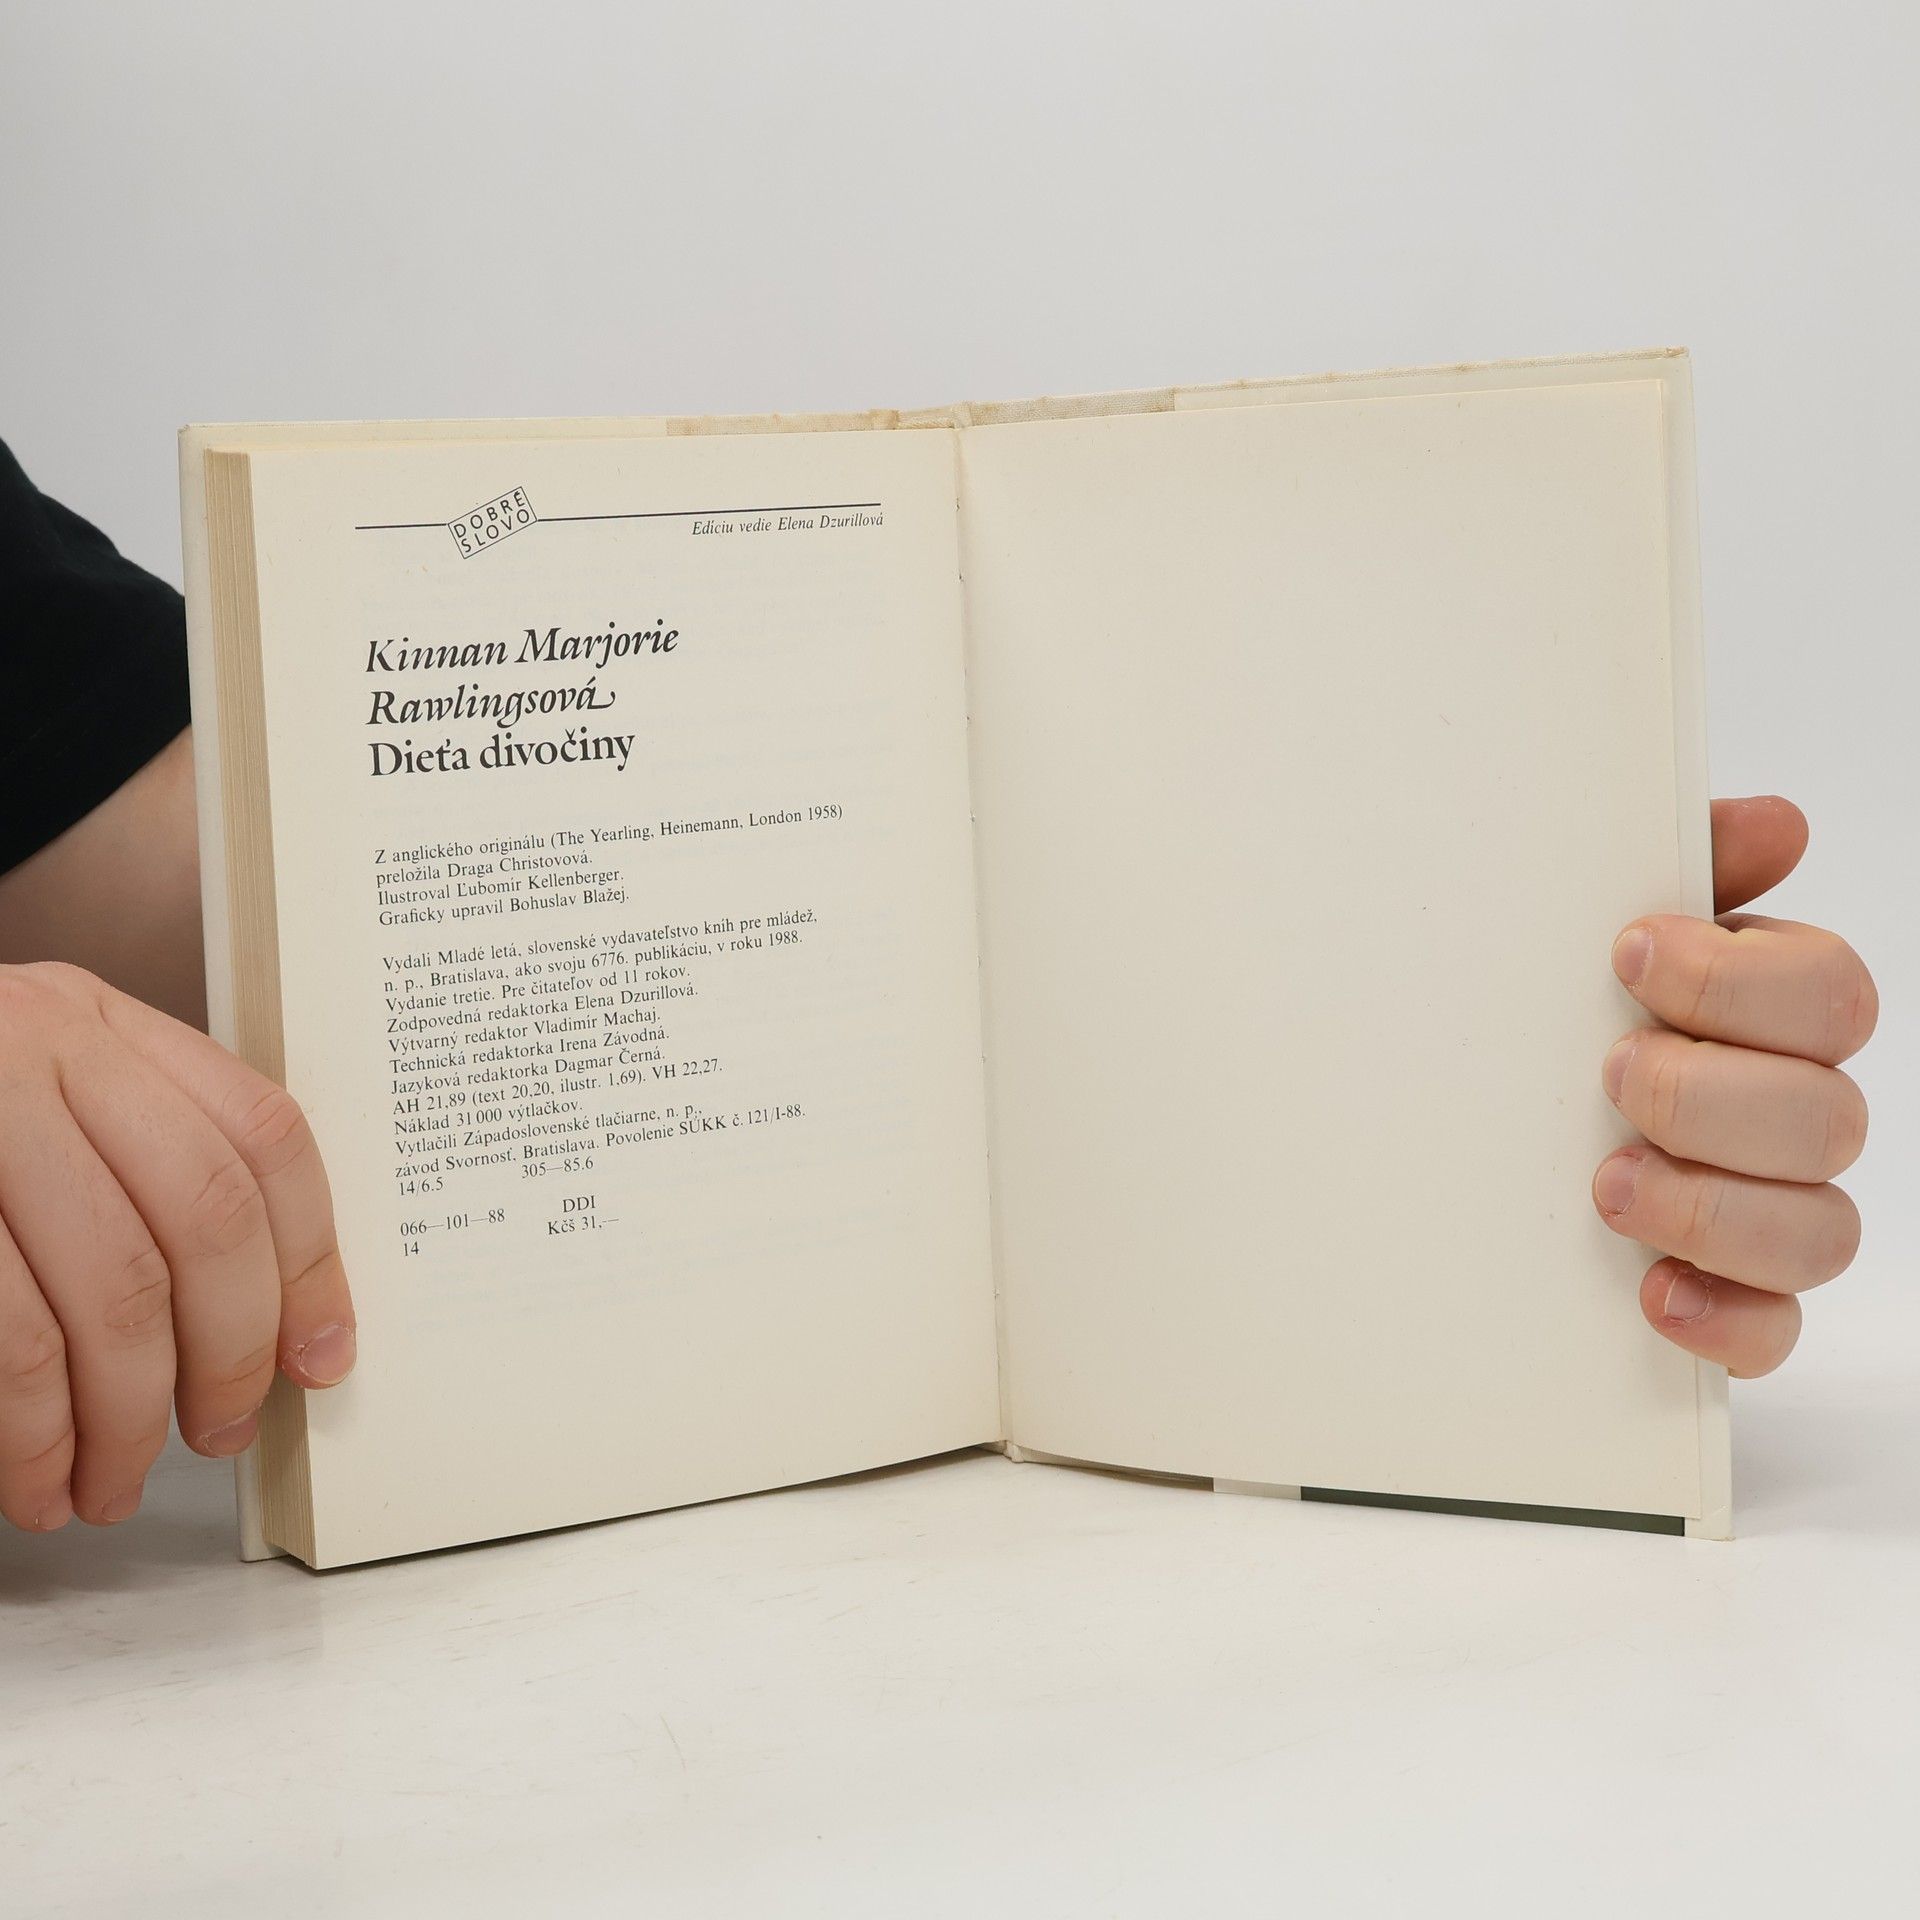 DOBRÉ
SLOVO
Edíciu vedie Elena Dzurillová
Kinnan Marjorie
Rawlingsová
Dieťa divočiny
Z anglického originálu (The Yearling, Heinemann, London 1958)
preložila Draga Christovová.
Ilustroval Ľubomír Kellenberger.
Graficky upravil Bohuslav Blažej.
Vydali Mladé letá, slovenské vydavateľstvo kníh pre mládež,
n. p., Bratislava, ako svoju 6776. publikáciu, v roku 1988.
Vydanie tretie. Pre čitateľov od 11 rokov.
Zodpovedná redaktorka Elena Dzurillová.
Výtvarný redaktor Vladimír Machaj.
Technická redaktorka Irena Závodná.
Jazyková redaktorka Dagmar Černá.
AH 21,89 (text 20,20, ilustr. 1,69). VH 22,27.
Náklad 31 000 výtlačkov.
Vytlačili Západoslovenské tlačiarne, n. p.,
závod Svornosť, Bratislava. Povolenie SÚKK č. 121/I-88.
14/6.5 305—85.6
066—101—88 DDI
14 Kčš 31,—